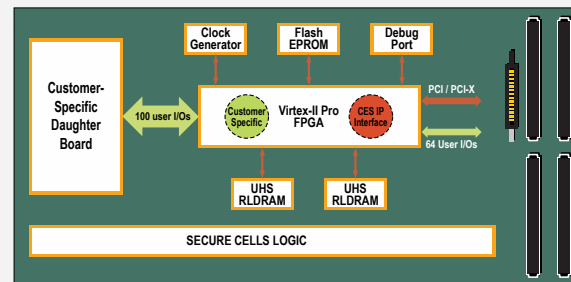 Clock
Generator
Flash
EPROM
Debug
Port
Customer-
Specific
Daughter
Board
100 user I/Os
Customer
Specific
Virtex-II Pro
FPGA
CES IP
Interface
PCI / PCI-X
64 User I/Os
UHS
RLDRAM
UHS
RLDRAM
SECURE CELLS LOGIC